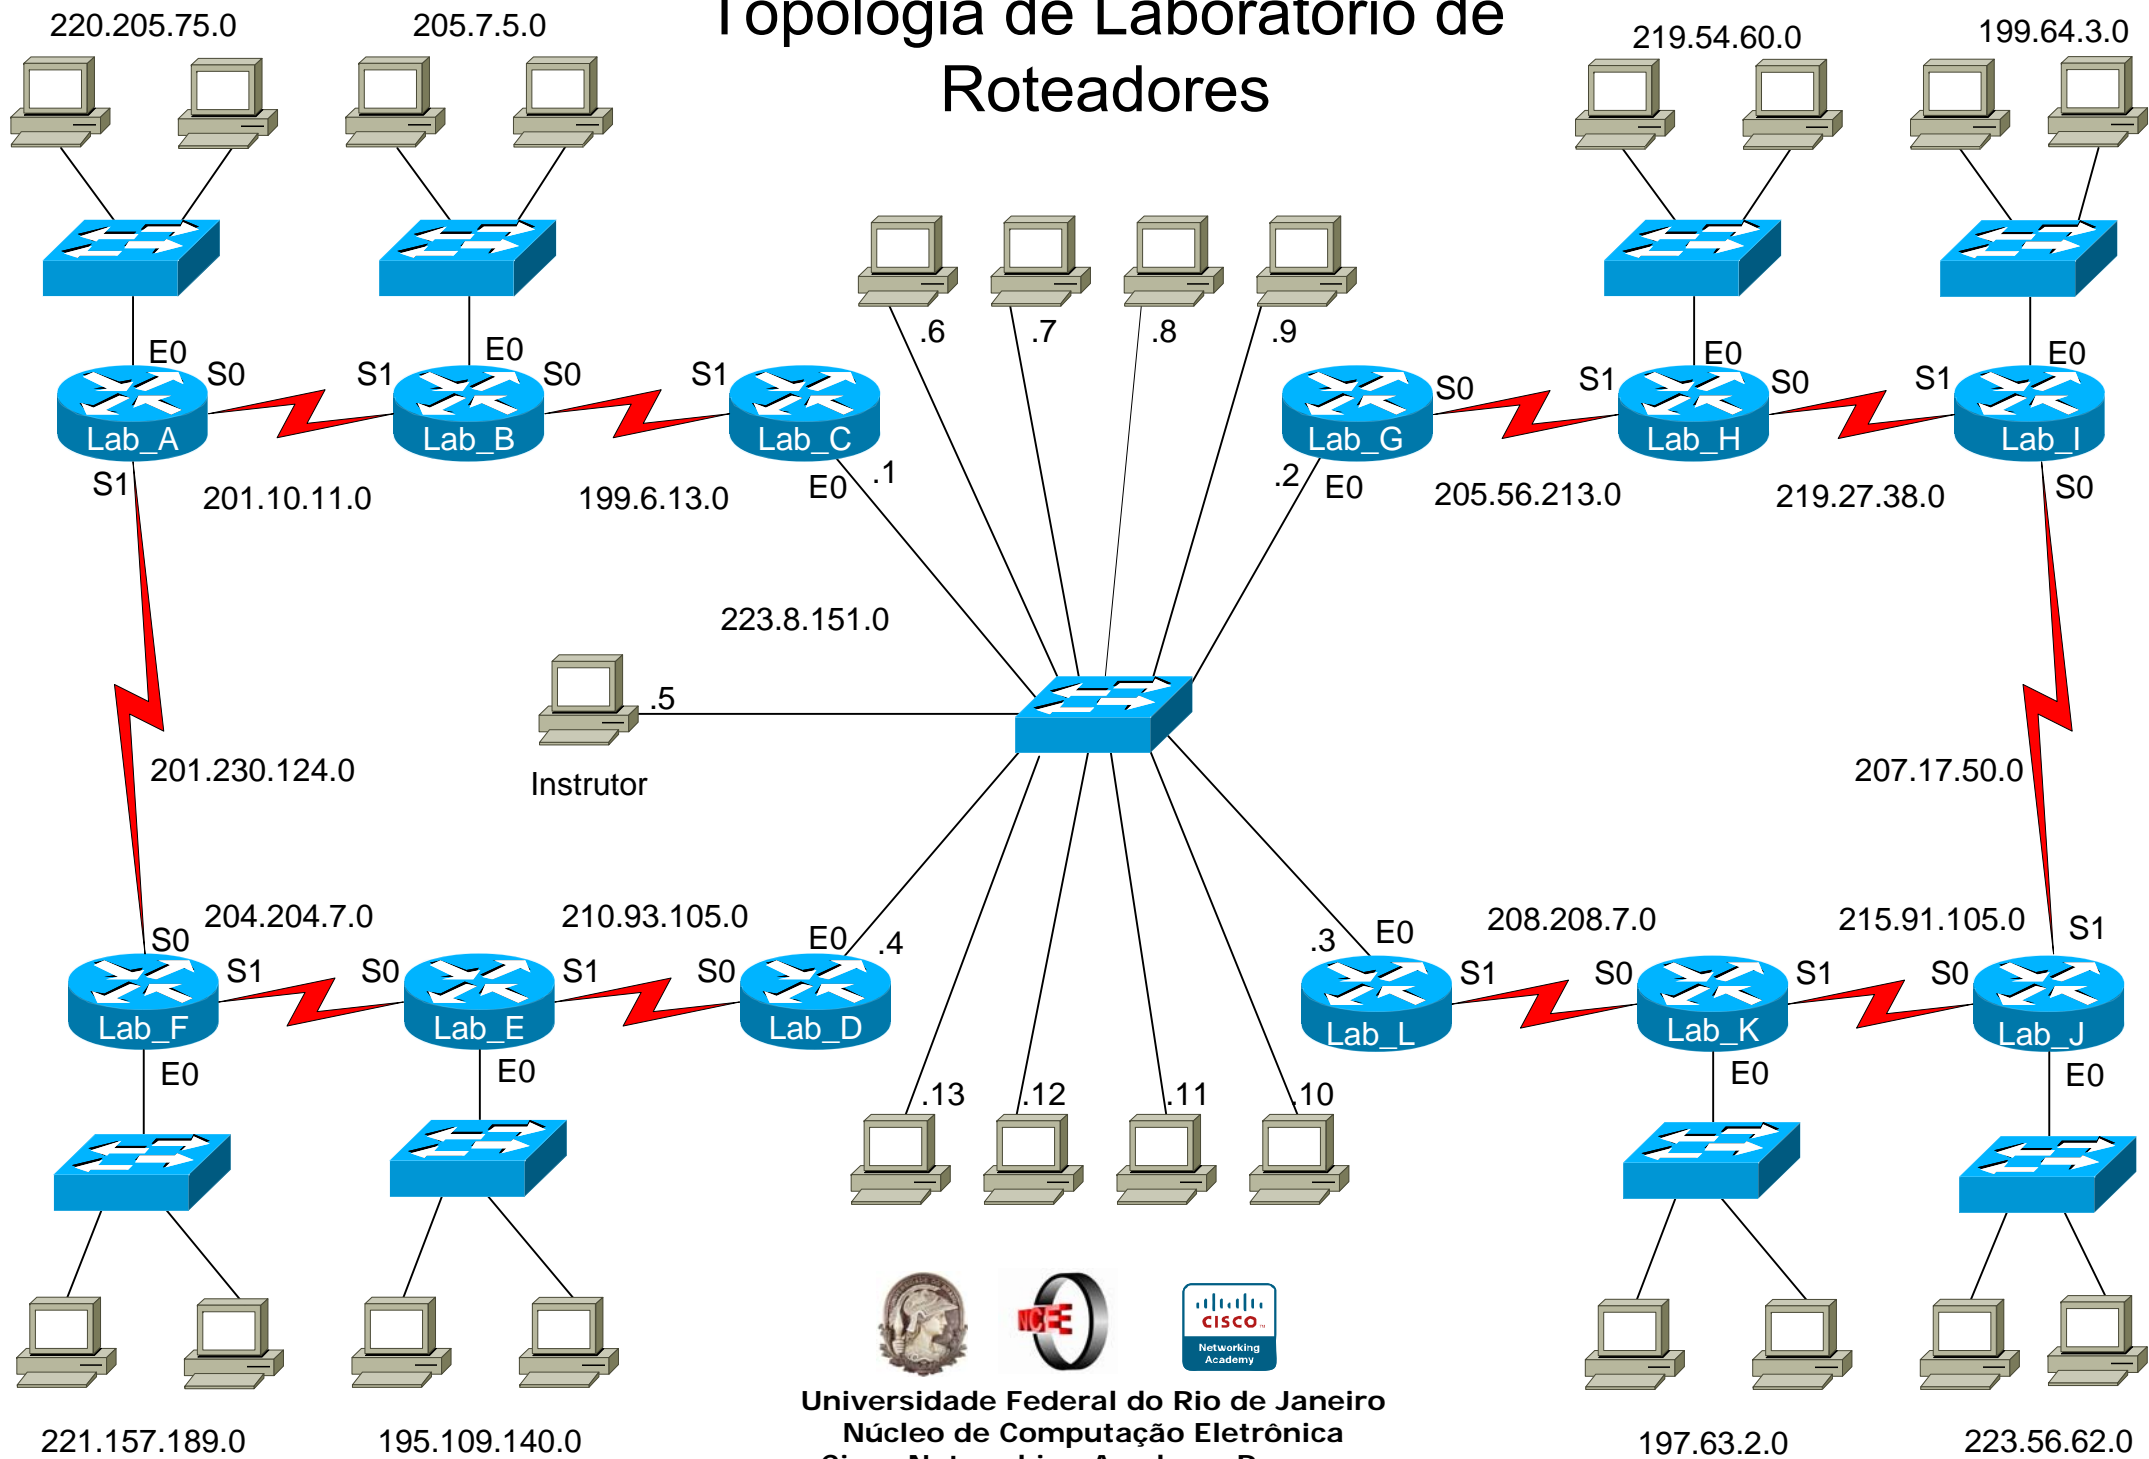 Topologia de Laboratório de
Roteadores
220.205.75.0
205.7.5.0
219.54.60.0
199.64.3.0
.6
.7
.8
.9
E0
S0
S1
E0
S0
S1
S0
S1
E0
S0
S1
E0
Lab_A
Lab_B
Lab_C
Lab_G
Lab_H
Lab_I
S1
201.10.11.0
199.6.13.0
E0
.1
.2
E0
205.56.213.0
219.27.38.0
S0
223.8.151.0
.5
Instrutor
201.230.124.0
207.17.50.0
204.204.7.0
210.93.105.0
208.208.7.0
215.91.105.0
S0
S1
S0
S1
S0
E0
.4
.3
E0
S1
S0
S1
S0
S1
Lab_F
Lab_E
Lab_D
Lab_L
Lab_K
Lab_J
E0
E0
E0
E0
.13
.12
.11
.10
NCE
CISCO
Networking
Academy
Universidade Federal do Rio de Janeiro
Núcleo de Computação Eletrônica
221.157.189.0
195.109.140.0
197.63.2.0
223.56.62.0